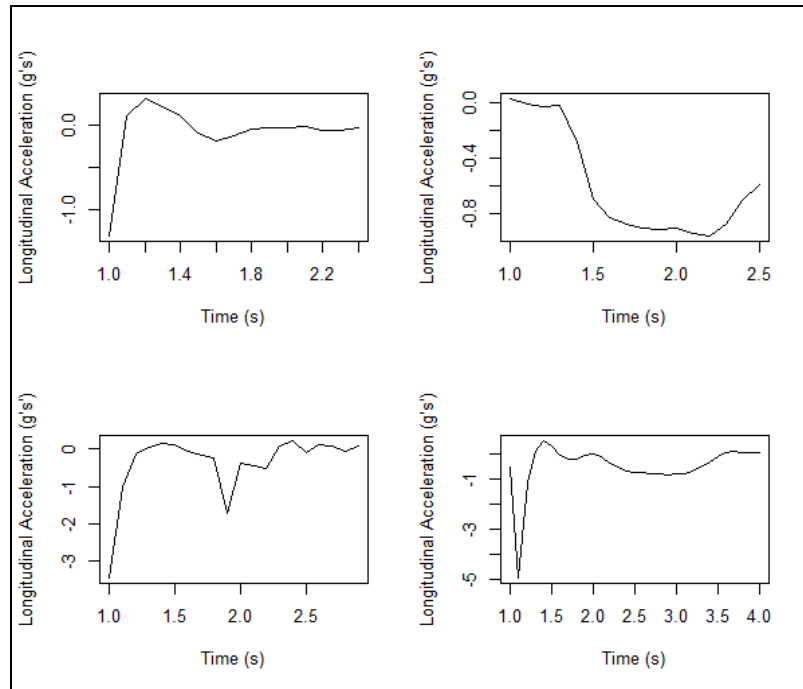 Longitudinal Acceleration (g's')
0.0
-1.0
1.0 1.4 1.8 2.2
Time (s)
Longitudinal Acceleration (g's')
0.0
-0.4
-0.8
1.0 1.5 2.0 2.5
Time (s)
Longitudinal Acceleration (g's')
0
-1
-2
-3
1.0 1.5 2.0 2.5
Time (s)
Longitudinal Acceleration (g's')
-1
-3
-5
1.0 1.5 2.0 2.5 3.0 3.5 4.0
Time (s)